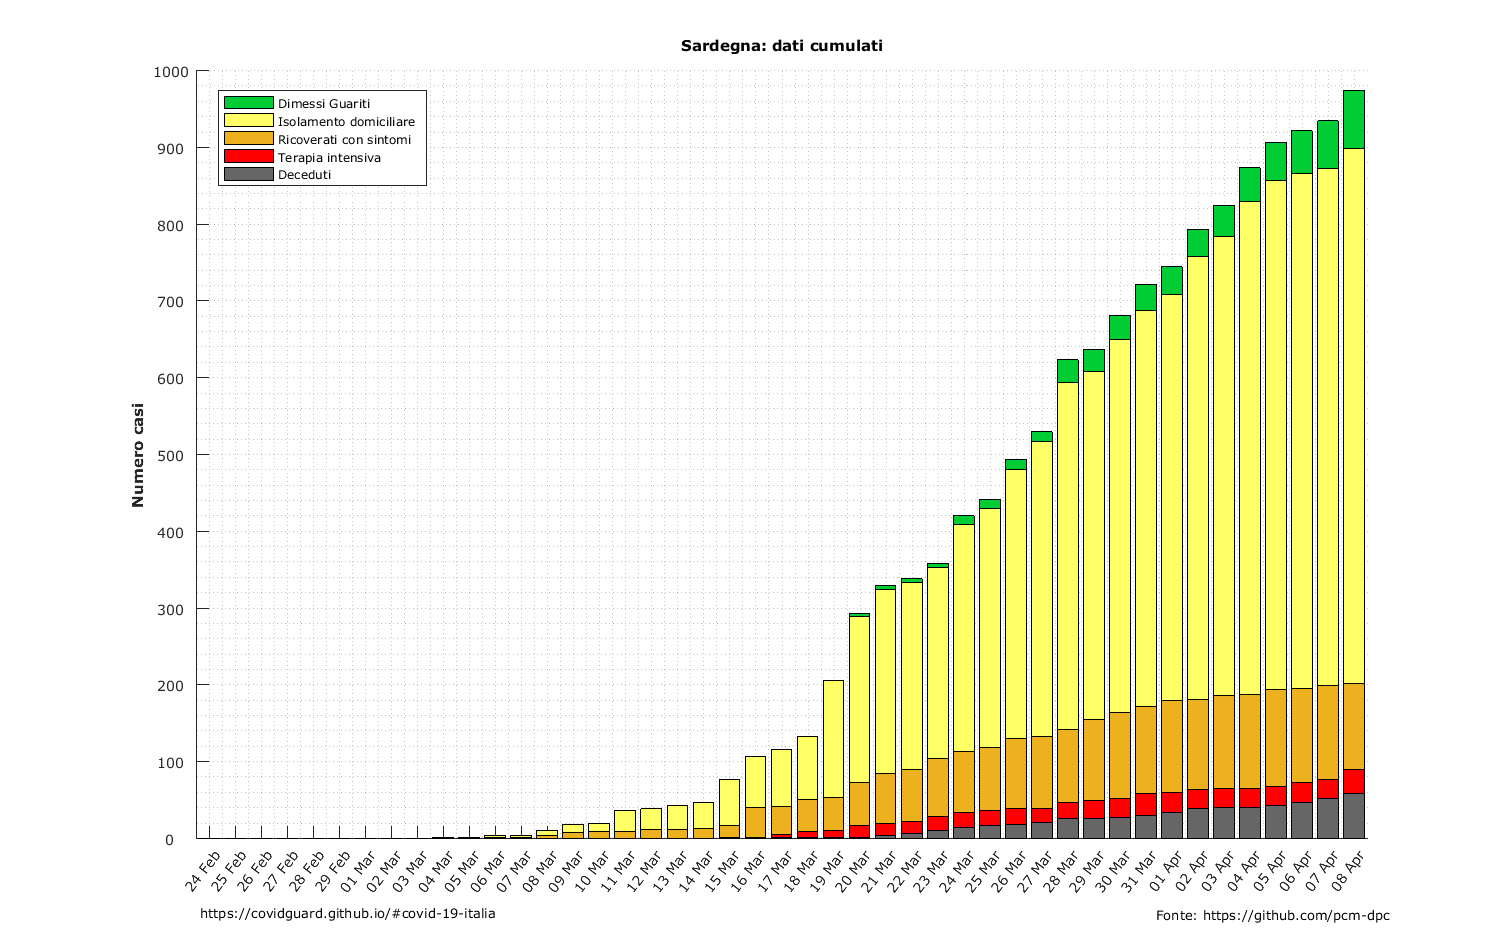 Sardegna: dati cumulati
Numero casi
1000
900
800
700
600
500
400
300
200
100
0
Dimessi Guariti
Isolamento domiciliare
Ricoverati con sintomi
Terapia intensiva
Deceduti
24 Feb
25 Feb
26 Feb
27 Feb
28 Feb
29 Feb
01 Mar
02 Mar
03 Mar
04 Mar
05 Mar
06 Mar
07 Mar
08 Mar
09 Mar
10 Mar
11 Mar
12 Mar
13 Mar
14 Mar
15 Mar
16 Mar
17 Mar
18 Mar
19 Mar
20 Mar
21 Mar
22 Mar
23 Mar
24 Mar
25 Mar
26 Mar
27 Mar
28 Mar
29 Mar
30 Mar
31 Mar
01 Apr
02 Apr
03 Apr
04 Apr
05 Apr
06 Apr
07 Apr
08 Apr
https://covidguard.github.io/#covid-19-italia
Fonte: https://github.com/pcm-dpc